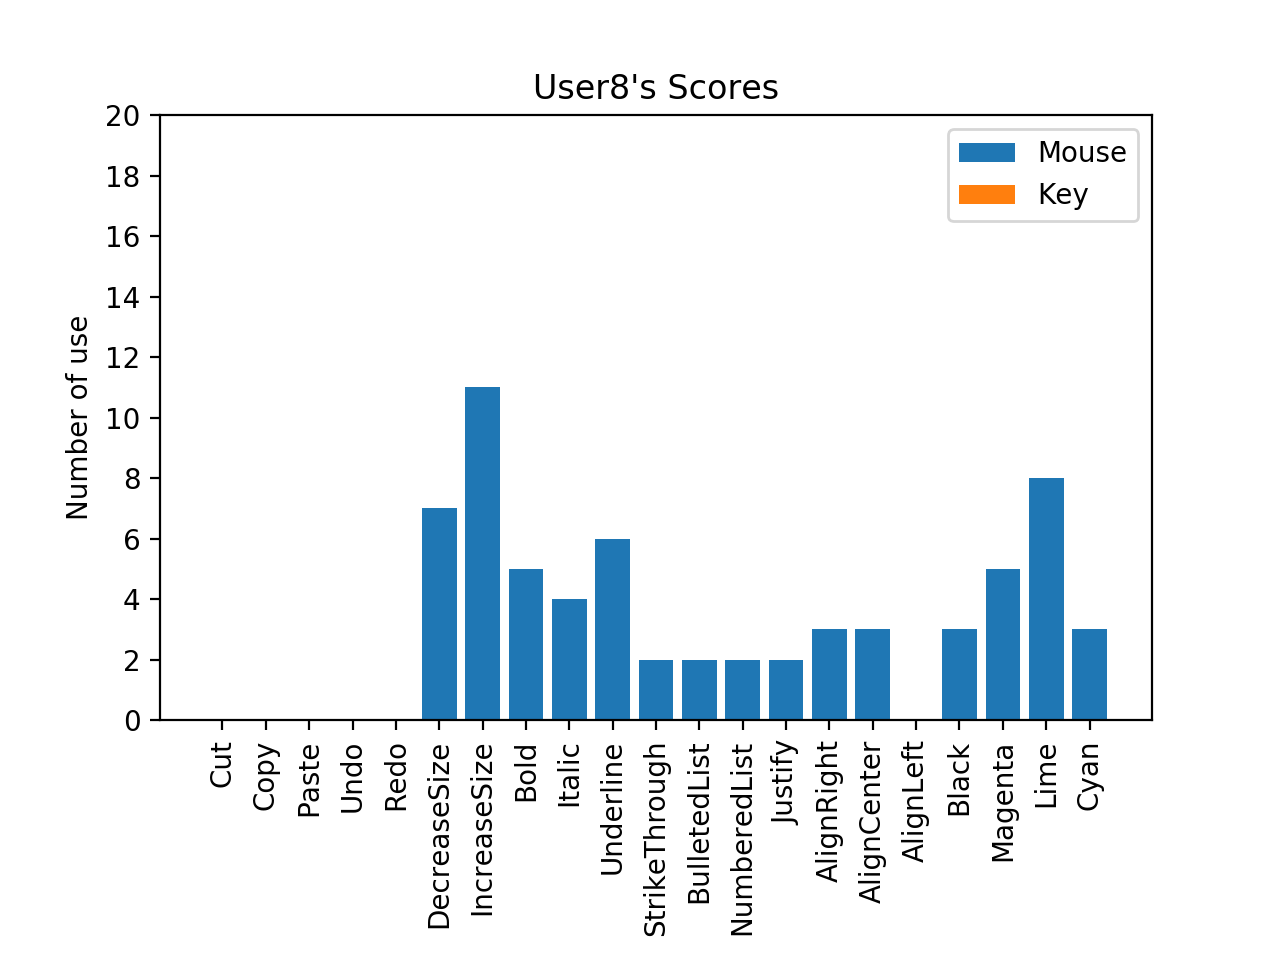 User8's Scores
Mouse
Key
Number of use
20
18
16
14
12
10
8
6
4
2
0
Cut
Copy
Paste
Undo
Redo
DecreaseSize
IncreaseSize
Bold
Italic
Underline
StrikeThrough
BulletedList
NumberedList
Justify
AlignRight
AlignCenter
AlignLeft
Black
Magenta
Lime
Cyan